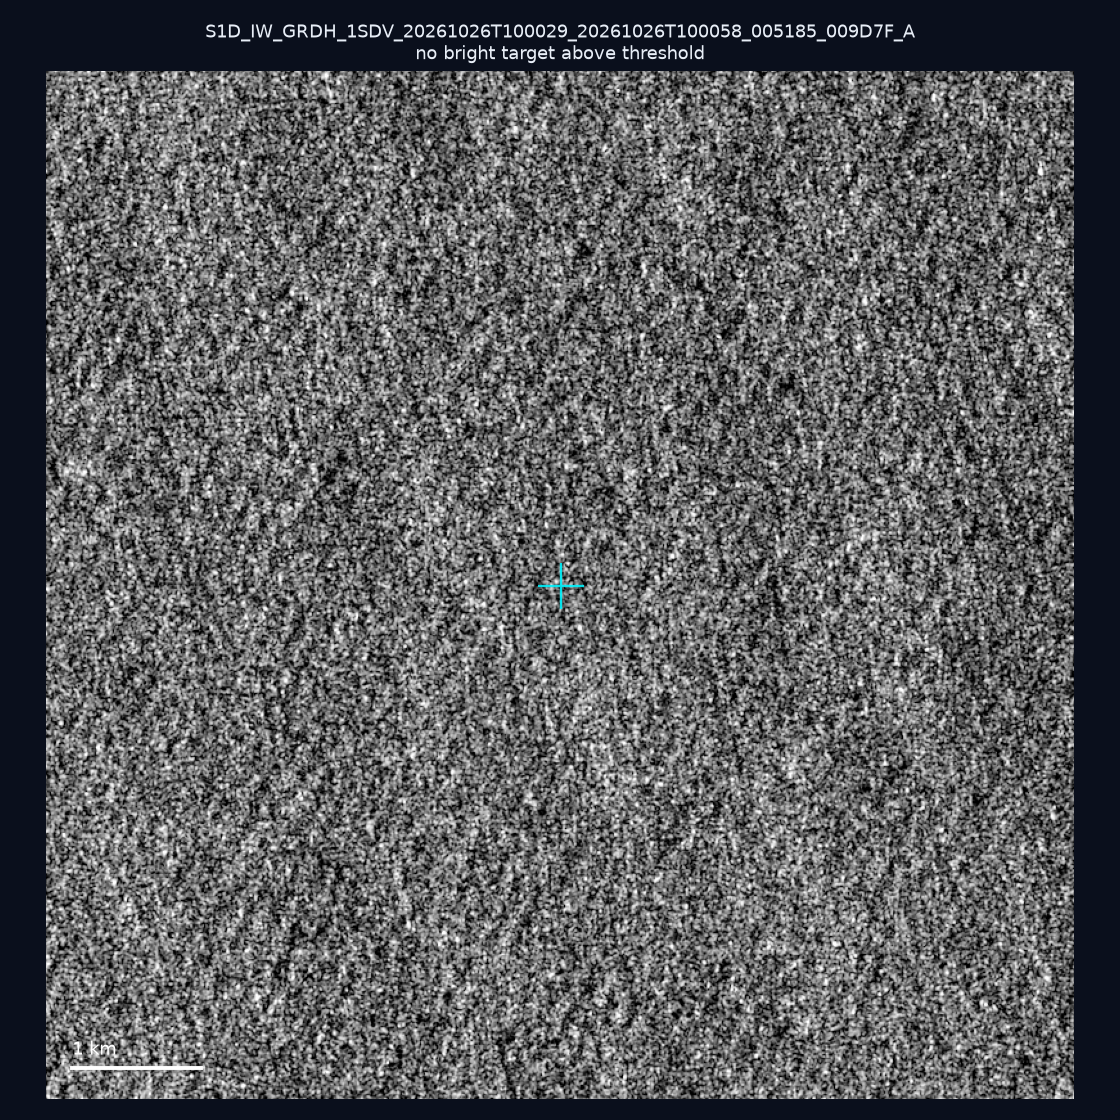 S1D_IW_GRDH_1SDV_20261026T100029_20261026T100058_005185_009D7F_A
no bright target above threshold
1 km